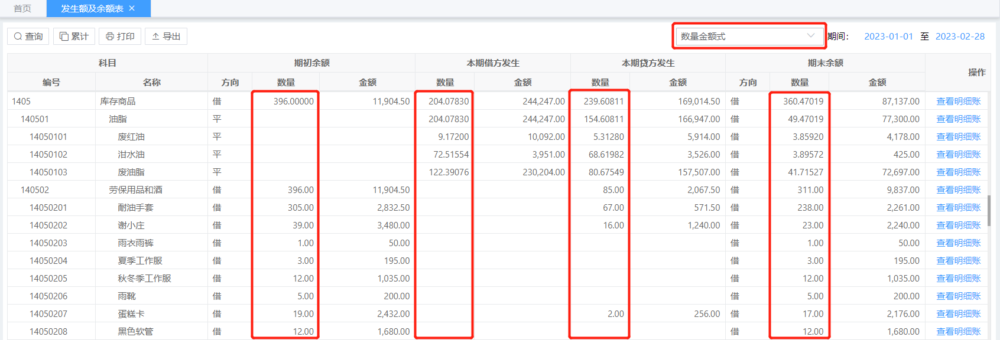 首页 发生额及余额表 ×
查询 累计 打印 导出 数量金额式 期间： 2023-01-01 至 2023-02-28
科目 期初余额 本期借方发生 本期贷方发生 期末余额 操作
编号 名称 方向 数量 金额 数量 金额 数量 金额 方向 数量 金额
1405 库存商品 借 396.00000 11,904.50 204.07830 244,247.00 239.60811 169,014.50 借 360.47019 87,137.00 查看明细账
140501 油脂 平 204.07830 244,247.00 154.60811 166,947.00 借 49.47019 77,300.00 查看明细账
14050101 废红油 平 9.17200 10,092.00 5.31280 5,914.00 借 3.85920 4,178.00 查看明细账
14050102 泔水油 平 72.51554 3,951.00 68.61982 3,526.00 借 3.89572 425.00 查看明细账
14050103 废油脂 平 122.39076 230,204.00 80.67549 157,507.00 借 41.71527 72,697.00 查看明细账
140502 劳保用品和酒 借 396.00 11,904.50 85.00 2,067.50 借 311.00 9,837.00 查看明细账
14050201 耐油手套 借 305.00 2,832.50 67.00 571.50 借 238.00 2,261.00 查看明细账
14050202 谢小庄 借 39.00 3,480.00 16.00 1,240.00 借 23.00 2,240.00 查看明细账
14050203 雨衣雨裤 借 1.00 50.00 借 1.00 50.00 查看明细账
14050204 夏季工作服 借 3.00 195.00 借 3.00 195.00 查看明细账
14050205 秋冬季工作服 借 12.00 1,035.00 借 12.00 1,035.00 查看明细账
14050206 雨靴 借 5.00 200.00 借 5.00 200.00 查看明细账
14050207 蛋糕卡 借 19.00 2,432.00 2.00 256.00 借 17.00 2,176.00 查看明细账
14050208 黑色软管 借 12.00 1,680.00 借 12.00 1,680.00 查看明细账